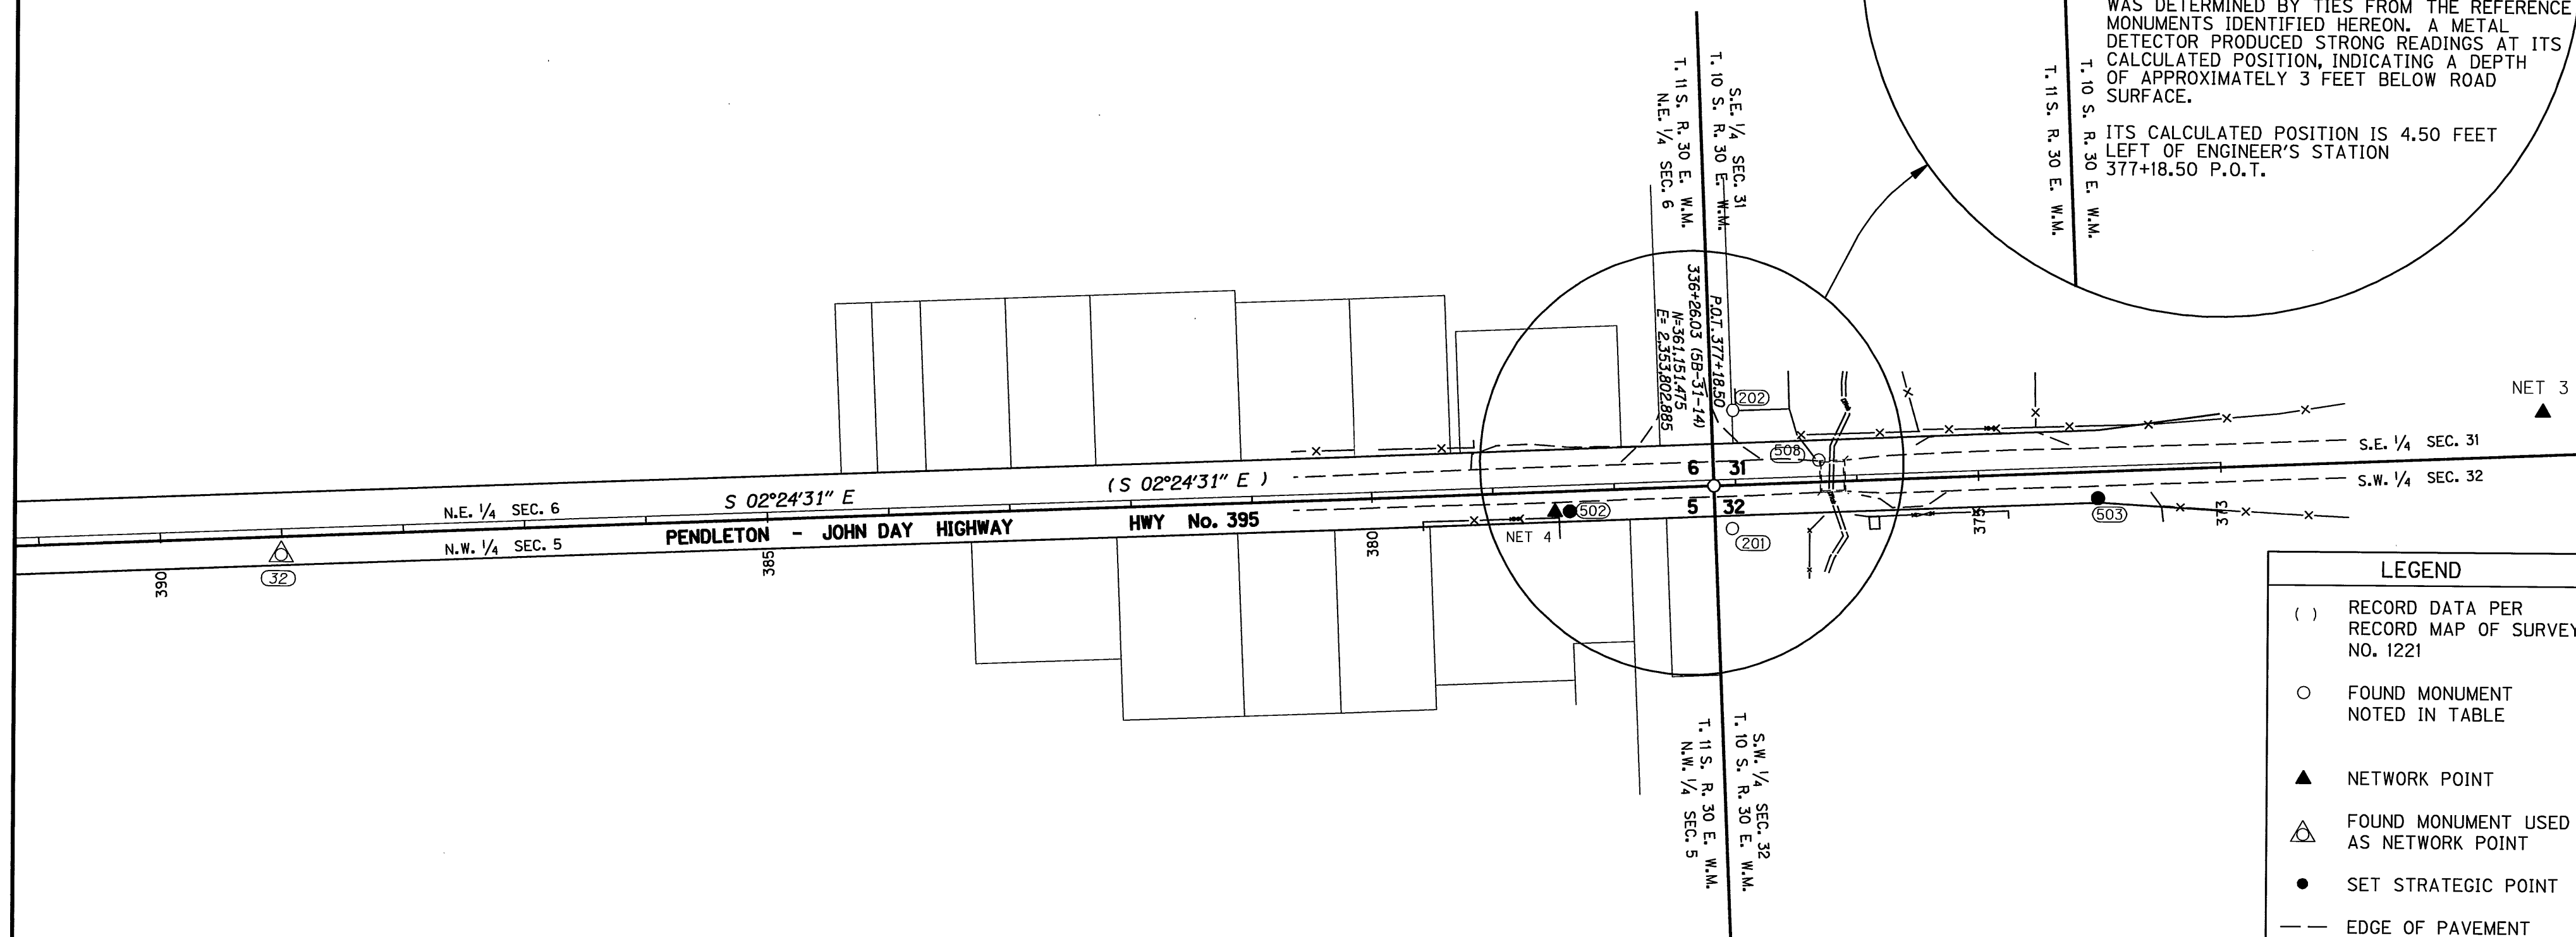 WAS DETERMINED BY TIES FROM THE REFERENCE
MONUMENTS IDENTIFIED HEREON. A METAL
DETECTOR PRODUCED STRONG READINGS AT ITS
CALCULATED POSITION, INDICATING A DEPTH
OF APPROXIMATELY 3 FEET BELOW ROAD
SURFACE.
ITS CALCULATED POSITION IS 4.50 FEET
LEFT OF ENGINEER'S STATION
377+18.50 P.O.T.
T. 11 S. R. 30 E. W.M.
T. 10 S. R. 30 E. W.M.
S.E. 1/4 SEC. 31
T. 10 S. R. 30 E. W.M.
T. 11 S. R. 30 E. W.M.
N.E. 1/4 SEC. 6
P.O.T. 377+18.50
336+26.03 (5B-31-14)
N=361,151.475
E= 2,353,802.885
202
NET 3
508
6 31
5 32
S.E. 1/4 SEC. 31
S.W. 1/4 SEC. 32
(S 02°24'31" E )
S 02°24'31" E
N.E. 1/4 SEC. 6
N.W. 1/4 SEC. 5
PENDLETON - JOHN DAY HIGHWAY HWY No. 395
NET 4
502
201
503
32
390
385
380
375
373
S.W. 1/4 SEC. 32
T. 10 S. R. 30 E. W.M.
T. 11 S. R. 30 E. W.M.
N.W. 1/4 SEC. 5
LEGEND
( ) RECORD DATA PER
RECORD MAP OF SURVEY
NO. 1221
FOUND MONUMENT
NOTED IN TABLE
NETWORK POINT
FOUND MONUMENT USED
AS NETWORK POINT
SET STRATEGIC POINT
EDGE OF PAVEMENT